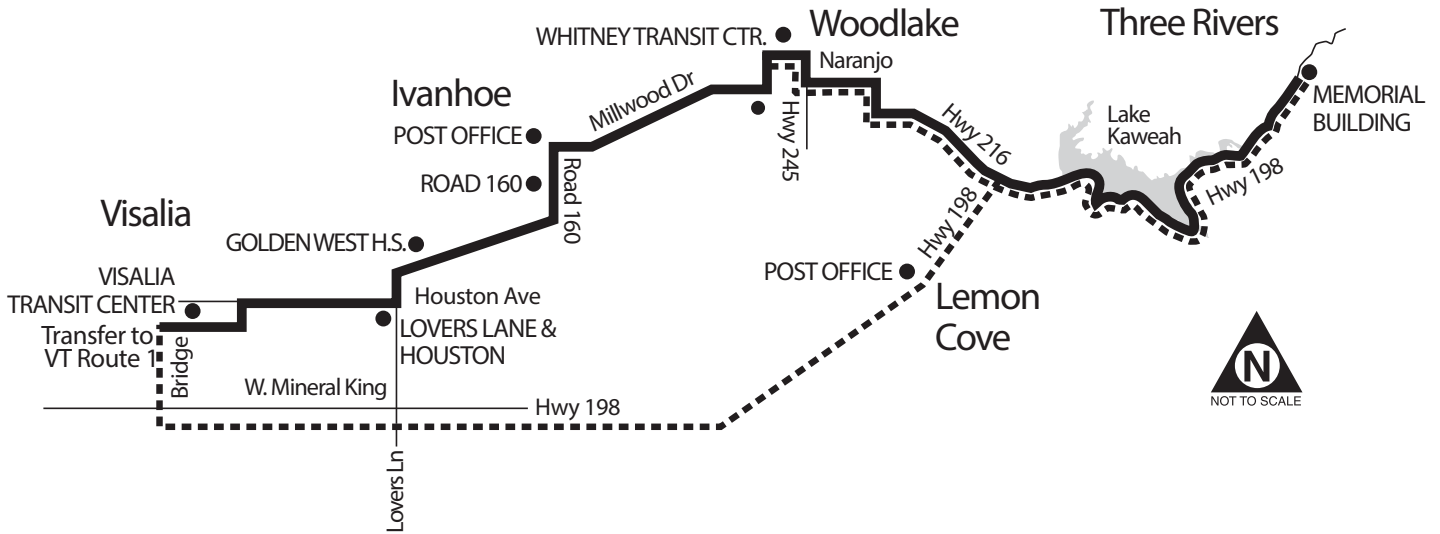 Woodlake
Three Rivers
WHITNEY TRANSIT CTR.
Naranjo
Ivanhoe
Millwood Dr
MEMORIAL
BUILDING
POST OFFICE
Hwy 245
Hwy 216
Lake
Kaweah
ROAD 160
Road 160
Hwy 198
Visalia
Hwy 198
GOLDEN WEST H.S.
POST OFFICE
VISALIA
TRANSIT CENTER
Houston Ave
Lemon
Cove
Transfer to
VT Route 1
LOVERS LANE &
HOUSTON
Bridge
N
NOT TO SCALE
W. Mineral King
Hwy 198
Lovers Ln